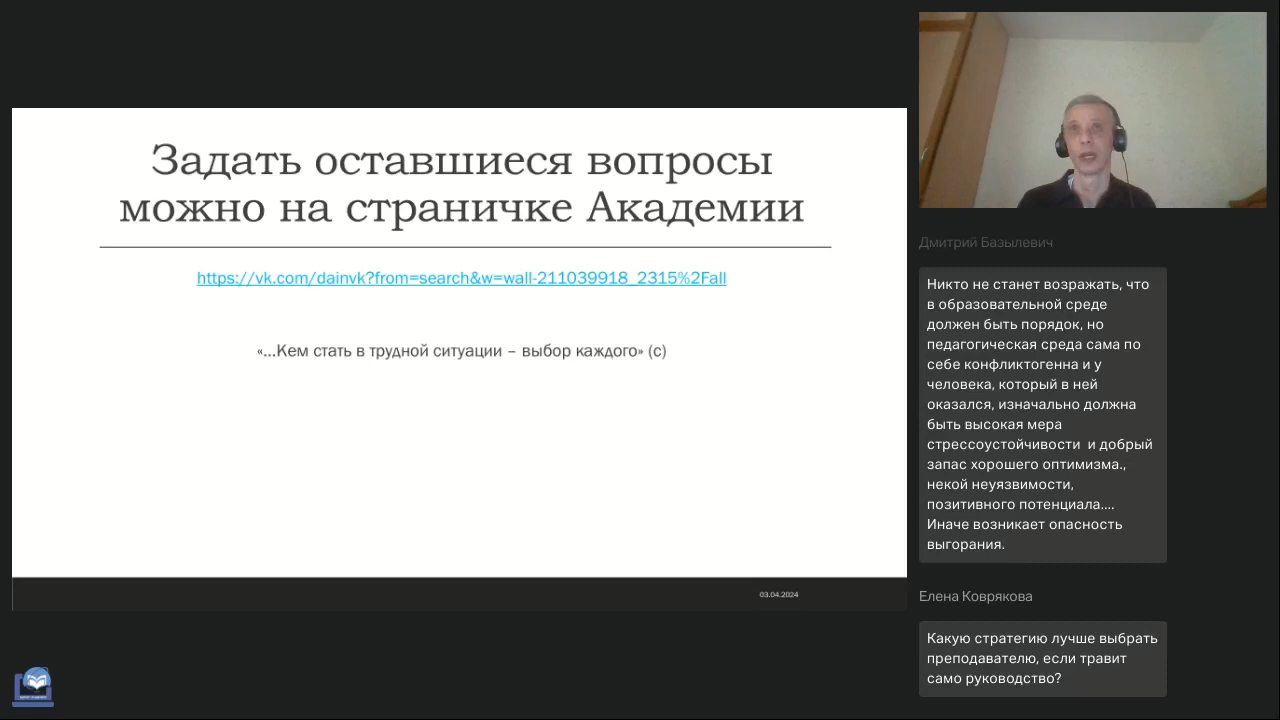 Задать оставшиеся вопросы
можно на страничке Академии
https://vk.com/dainvk?from=search&w=wall-211039918_2315%2Fall
«...Кем стать в трудной ситуации – выбор каждого» (с)
03.04.2024
Дмитрий Базылевич
Никто не станет возражать, что
в образовательной среде
должен быть порядок, но
педагогическая среда сама по
себе конфликтогенна и у
человека, который в ней
оказался, изначально должна
быть высокая мера
стрессоустойчивости  и добрый
запас хорошего оптимизма.,
некой неуязвимости,
позитивного потенциала....
Иначе возникает опасность
выгорания.
Елена Коврякова
Какую стратегию лучше выбрать
преподавателю, если травит
само руководство?